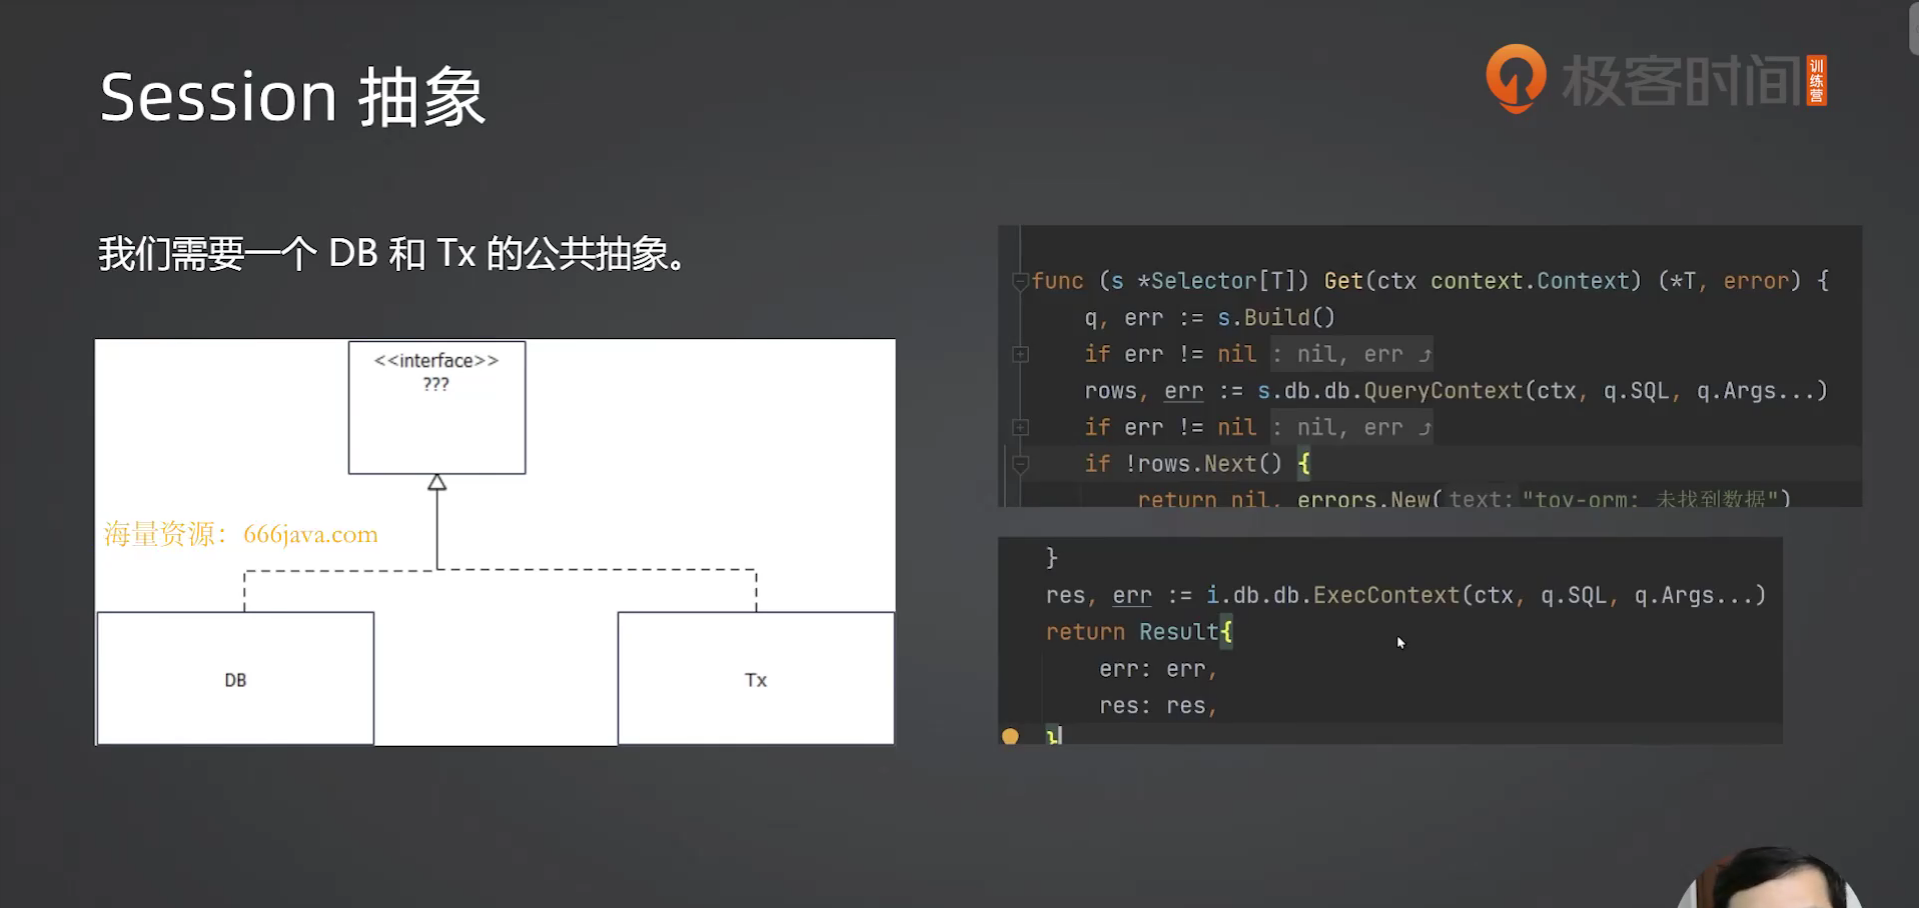 Session 抽象
极客时间
训练营
我们需要一个 DB 和 Tx 的公共抽象。
<<interface>>
???
海量资源：666java.com
DB
Tx
func (s *Selector[T]) Get(ctx context.Context) (*T, error) {
q, err := s.Build()
if err != nil : nil, err
rows, err := s.db.db.QueryContext(ctx, q.SQL, q.Args...)
if err != nil : nil, err
if !rows.Next() {
return nil, errors.New( text: "toy-orm: 未找到数据")
}
res, err := i.db.db.ExecContext(ctx, q.SQL, q.Args...)
return Result{
err: err,
res: res,
}